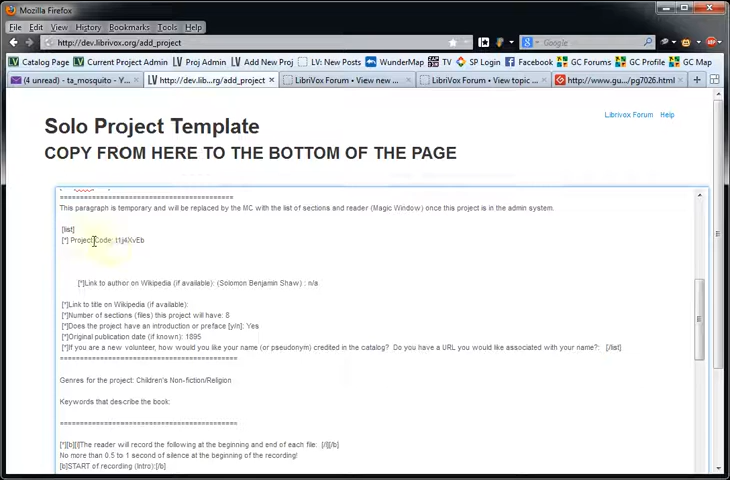 Mozilla Firefox
File Edit View History Bookmarks Tools Help
http://dev.librivox.org/add_project
Google
Catalog Page Current Project Admin Proj Admin Add New Proj LV: News Posts WunderMap TV SP Login Facebook GC Forums GC Profile GC Map
(4 unread) - ta_mosquito - Y... http://dev.lib...rg/add_project LibriVox Forum • View new ... LibriVox Forum • View topic ... http://www.gu.../pg7026.html
Librivox Forum Help
Solo Project Template
COPY FROM HERE TO THE BOTTOM OF THE PAGE
============================================
This paragraph is temporary and will be replaced by the MC with the list of sections and reader (Magic Window) once this project is in the admin system.
[list]
[*] Project Code: t1j4XvEb
[*]Link to author on Wikipedia (if available): (Solomon Benjamin Shaw) : n/a
[*]Link to title on Wikipedia (if available):
[*]Number of sections (files) this project will have: 8
[*]Does the project have an introduction or preface [y/n]: Yes
[*]Original publication date (if known): 1895
[*]If you are a new volunteer, how would you like your name (or pseudonym) credited in the catalog? Do you have a URL you would like associated with your name?: [/list]
============================================
Genres for the project: Children's Non-fiction/Religion
Keywords that describe the book:
============================================
[*][b][i]The reader will record the following at the beginning and end of each file: [/i][/b]
No more than 0.5 to 1 second of silence at the beginning of the recording!
[b]START of recording (Intro):[/b]